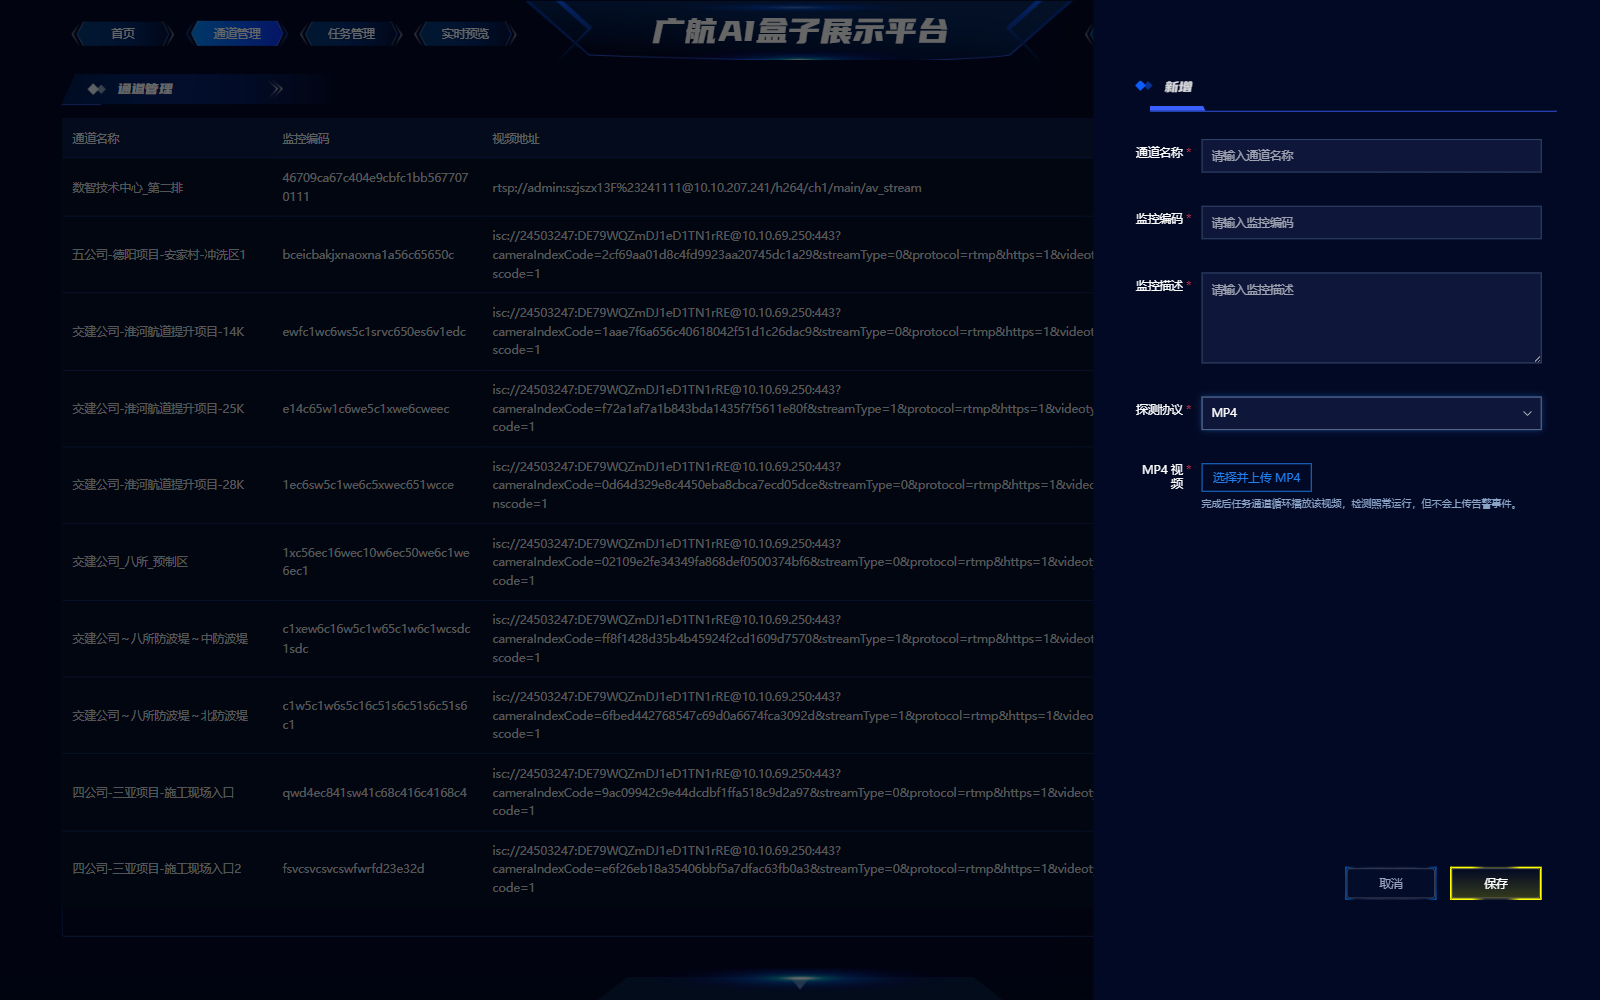 首页
通道管理
任务管理
实时预览
广航AI盒子展示平台
通道管理
通道名称 监控编码 视频地址
数智技术中心_第二排
46709ca67c404e9cbfc1bb567707
0111
rtsp://admin:szjszx13F%23241111@10.10.207.241/h264/ch1/main/av_stream
五公司-德阳项目-安家村-冲洗区1
bceicbakjxnaoxna1a56c65650c
isc://24503247:DE79WQZmDJ1eD1TN1rRE@10.10.69.250:443?
cameraIndexCode=2cf69aa01d8c4fd9923aa20745dc1a29&streamType=0&protocol=rtmp&https=1&videot
scode=1
交建公司-淮河航道提升项目-14K
ewfc1wc6ws5c1srvc650es6v1edc
isc://24503247:DE79WQZmDJ1eD1TN1rRE@10.10.69.250:443?
cameraIndexCode=1aae7f6a656c40618042f51d1c26dac9&streamType=0&protocol=rtmp&https=1&videot
scode=1
交建公司-淮河航道提升项目-25K
e14c65w1c6we5c1xwe6cweec
isc://24503247:DE79WQZmDJ1eD1TN1rRE@10.10.69.250:443?
cameraIndexCode=f72a1af7a1b843bda1435f7f5611e80f&streamType=1&protocol=rtmp&https=1&videoty
code=1
交建公司-淮河航道提升项目-28K
1ec6sw5c1we6c5xwec651wcce
isc://24503247:DE79WQZmDJ1eD1TN1rRE@10.10.69.250:443?
cameraIndexCode=0d64d329e8c4450eba8cbca7ecd05dce&streamType=0&protocol=rtmp&https=1&videc
nscode=1
交建公司_八所_预制区
1xc56ec16wec10w6ec50we6c1we
6ec1
isc://24503247:DE79WQZmDJ1eD1TN1rRE@10.10.69.250:443?
cameraIndexCode=02109e2fe34349fa868def0500374bf6&streamType=0&protocol=rtmp&https=1&videot
code=1
交建公司～八所防波堤～中防波堤
c1xew6c16w5c1w65c1w6c1wcsdc
1sdc
isc://24503247:DE79WQZmDJ1eD1TN1rRE@10.10.69.250:443?
cameraIndexCode=ff8f1428d35b4b45924f2cd1609d7570&streamType=1&protocol=rtmp&https=1&videot
scode=1
交建公司～八所防波堤～北防波堤
c1w5c1w6s5c16c51s6c51s6c51s6
c1
isc://24503247:DE79WQZmDJ1eD1TN1rRE@10.10.69.250:443?
cameraIndexCode=6fbed442768547c69d0a6674fca3092d&streamType=1&protocol=rtmp&https=1&video
scode=1
四公司-三亚项目-施工现场入口
qwd4ec841sw41c68c416c4168c4
isc://24503247:DE79WQZmDJ1eD1TN1rRE@10.10.69.250:443?
cameraIndexCode=9ac09942c9e44dcdbf1ffa518c9d2a97&streamType=0&protocol=rtmp&https=1&videoty
code=1
四公司-三亚项目-施工现场入口2
fsvcsvcsvcswfwrfd23e32d
isc://24503247:DE79WQZmDJ1eD1TN1rRE@10.10.69.250:443?
cameraIndexCode=e6f26eb18a35406bbf5a7dfac63fb0a3&streamType=0&protocol=rtmp&https=1&videot
code=1
新增
通道名称* 请输入通道名称
监控编码* 请输入监控编码
监控描述* 请输入监控描述
探测协议* MP4
MP4 视*
频
选择并上传 MP4
完成后任务通道循环播放该视频，检测照常运行，但不会上传告警事件。
取消 保存